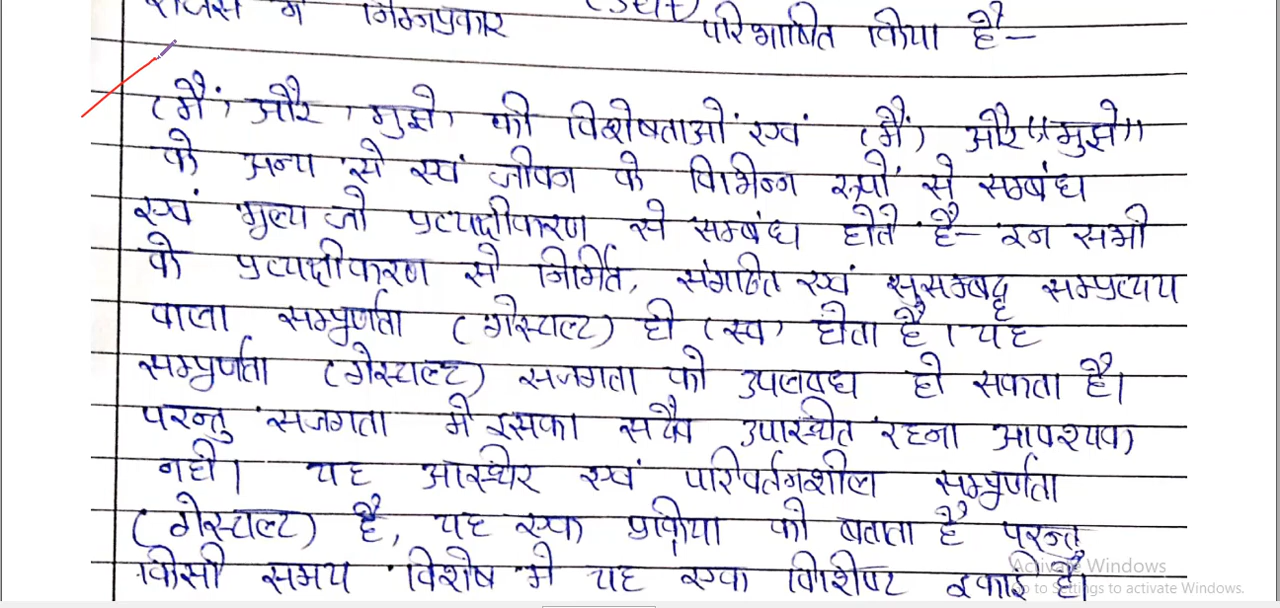 में निम्नप्रकार परिभाषित किया है—
'मैं' और 'मुझे' की विशेषताओं एवं 'मैं' और "मुझे"
के अन्य से एवं जीवन के विभिन्न रूपों से सम्बंध
एवं मुल्य जो प्रत्यक्षीकरण से सम्बंध होते है— इन सभी
के प्रत्यक्षीकरण से निर्मित, संगठित एवं सुसम्बद्ध सम्प्रत्यय
वाला सम्पुर्णता (गेस्टाल्ट) ही 'स्व' होता है। यह
सम्पुर्णता (गेस्टाल्ट) सजगता को उपलबध हो सकता है।
परन्तु सजगता में इसका सदैव उपस्थित रहना आवश्यक
नही। यह अस्थिर एवं परिवर्तनशील सम्पुर्णता
(गेस्टाल्ट) है, यह एक प्रक्रिया को बताता है परन्तु
किसी समय विशेष में यह एक विशिष्ट इकाई है।
Activate Windows
Go to Settings to activate Windows.